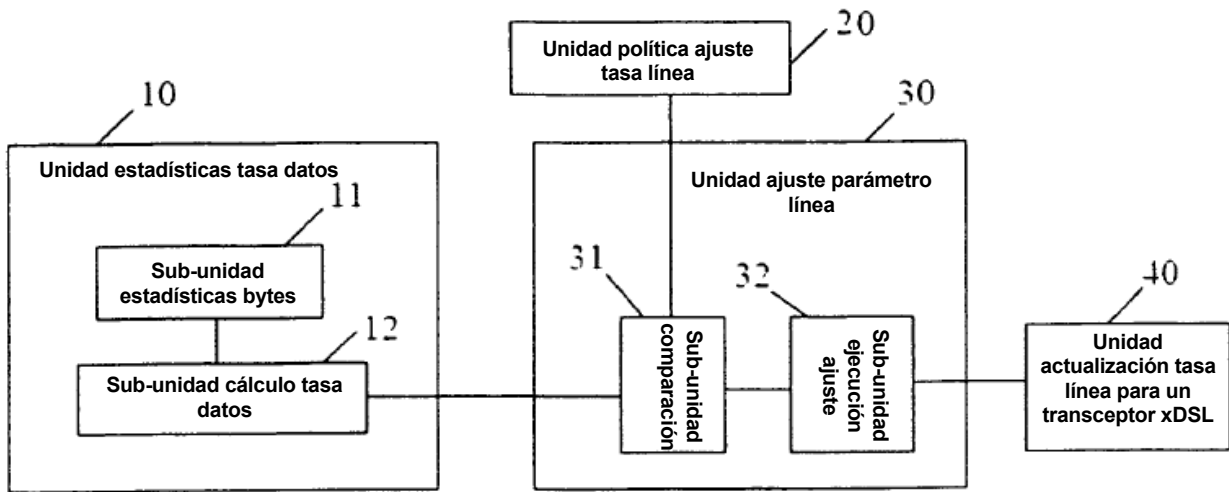 20
Unidad política ajuste
tasa línea
10
Unidad estadísticas tasa datos
11
Sub-unidad
estadísticas bytes
12
Sub-unidad cálculo tasa
datos
30
Unidad ajuste parámetro
línea
31
Sub-unidad
comparación
32
Sub-unidad
ejecución
ajuste
40
Unidad
actualización tasa
línea para un
transceptor xDSL